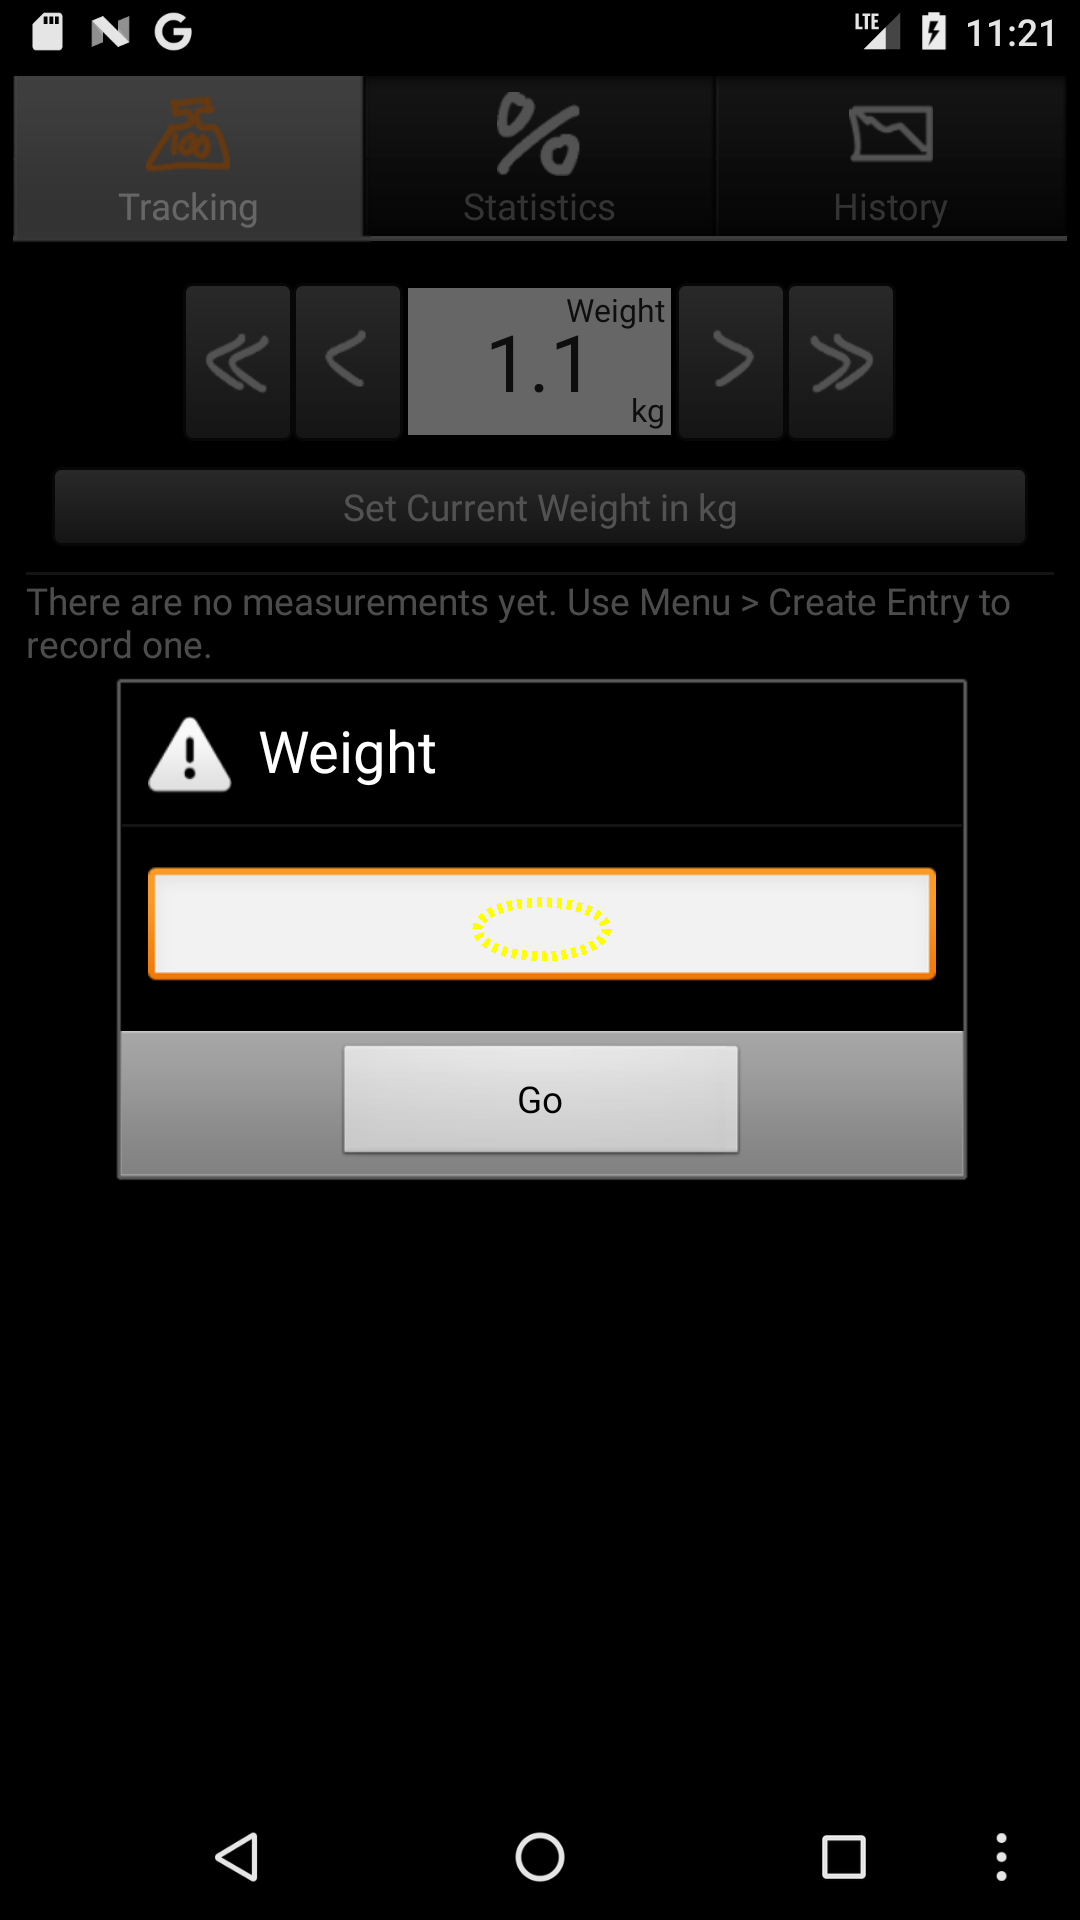 LTE 11:21
Tracking
Statistics
History
Weight
1.1
kg
Set Current Weight in kg
There are no measurements yet. Use Menu > Create Entry to
record one.
Weight
Go